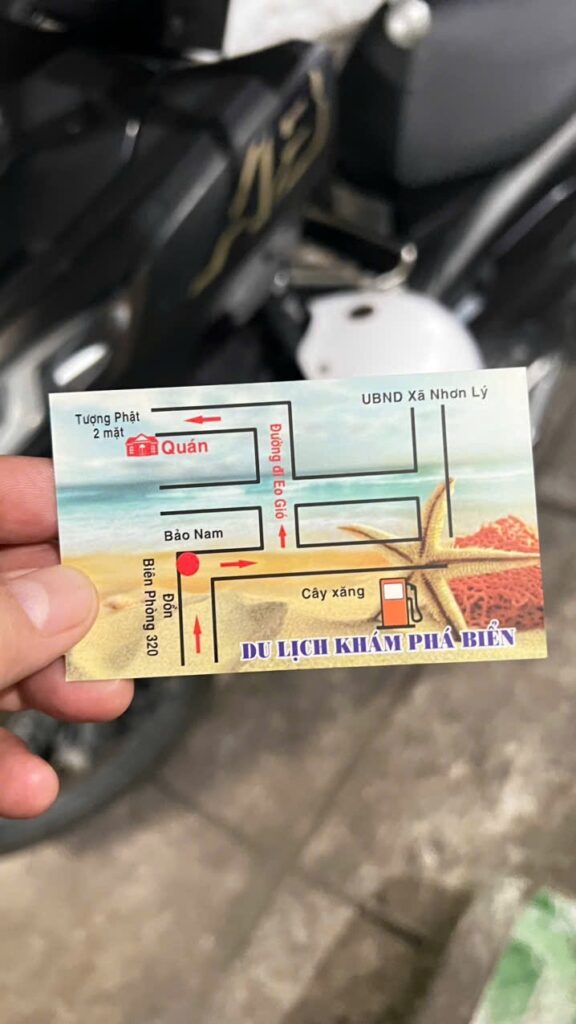 UBND Xã Nhơn Lý
Tượng Phật
2 mặt
Quán
Đường đi Eo Gió
Bảo Nam
Đồn
Biên Phòng 320
Cây xăng
DU LỊCH KHÁM PHÁ BIỂN